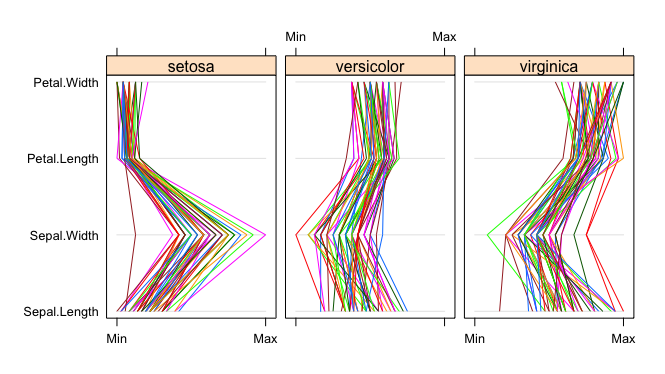 Min Max
setosa versicolor virginica
Petal.Width
Petal.Length
Sepal.Width
Sepal.Length
Min Max Min Max